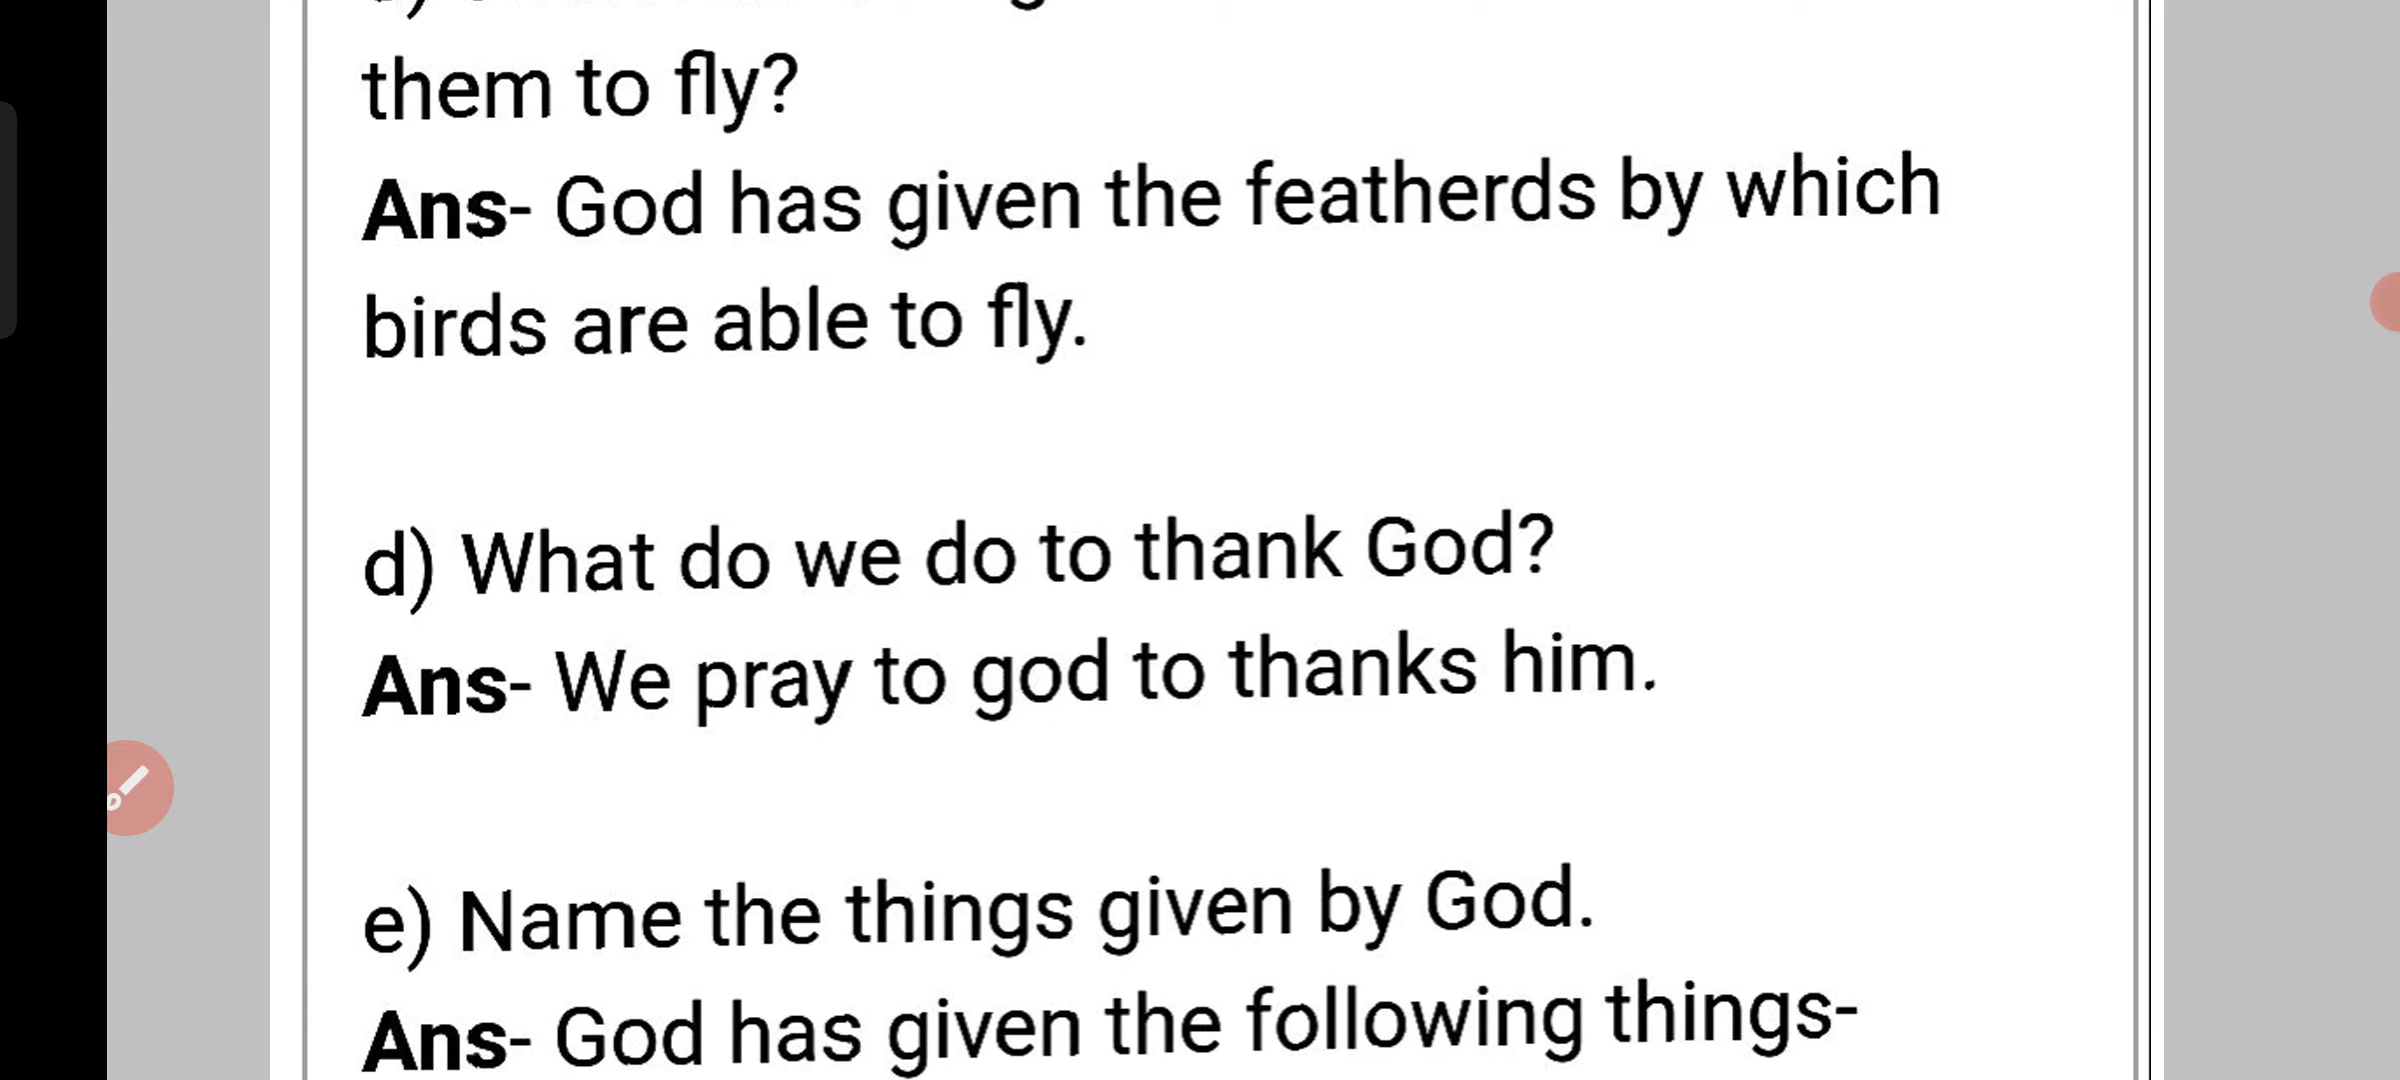 them to fly?
Ans- God has given the featherds by which
birds are able to fly.
d) What do we do to thank God?
Ans- We pray to god to thanks him.
e) Name the things given by God.
Ans- God has given the following things-